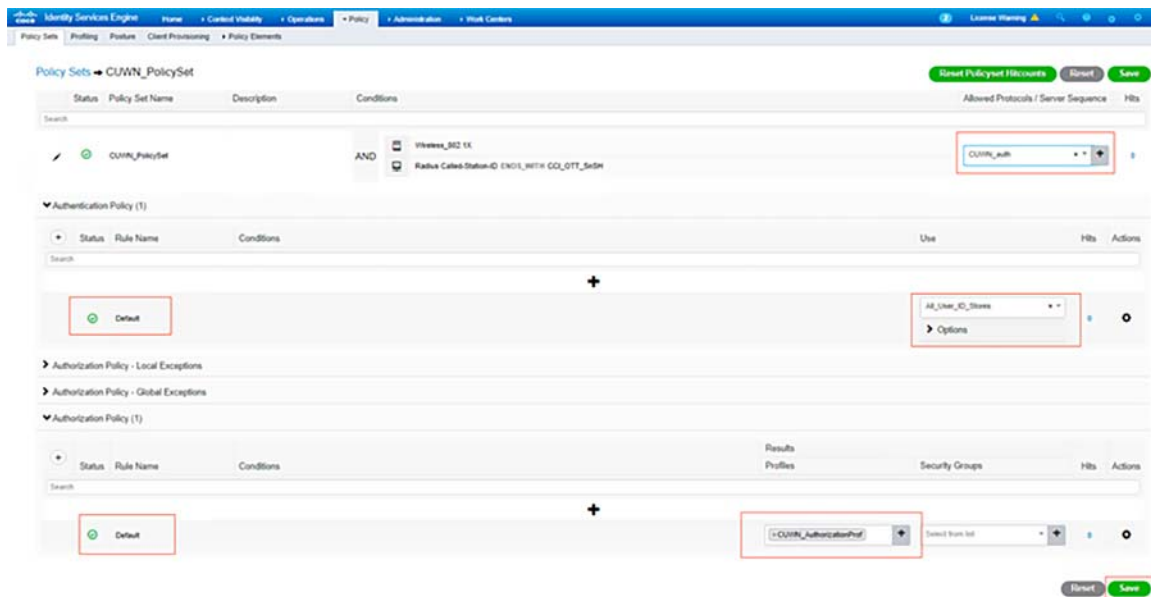 cisco Identity Services Engine Home Context Visibility Operations Policy Administration Work Centers License Warning
Policy Sets Profiling Posture Client Provisioning Policy Elements
Policy Sets → CUWN_PolicySet Reset Policyset Hitcounts Reset Save
Status Policy Set Name Description Conditions Allowed Protocols / Server Sequence Hits
Search
CUWN_PolicySet AND Wireless_802.1X CUWN_auth
Radius Called-Station-ID ENDS_WITH
Authentication Policy (1)
+ Status Rule Name Conditions Use Hits Actions
Search
+
Default All_User_ID_Stores
Options
Authorization Policy - Local Exceptions
Authorization Policy - Global Exceptions
Authorization Policy (1)
Results
+ Status Rule Name Conditions Profiles Security Groups Hits Actions
Search
+
Default × CUWN_AuthorizationProf + Select from list +
Reset Save